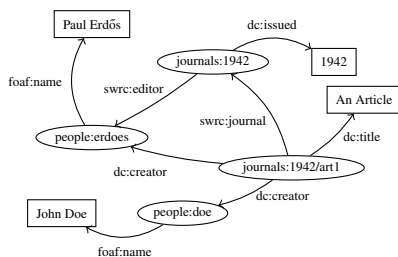 Paul Erdős
dc:issued
journals:1942
1942
foaf:name
swrc:editor
An Article
swrc:journal
people:erdoes
dc:title
dc:creator
journals:1942/art1
dc:creator
John Doe
people:doe
foaf:name